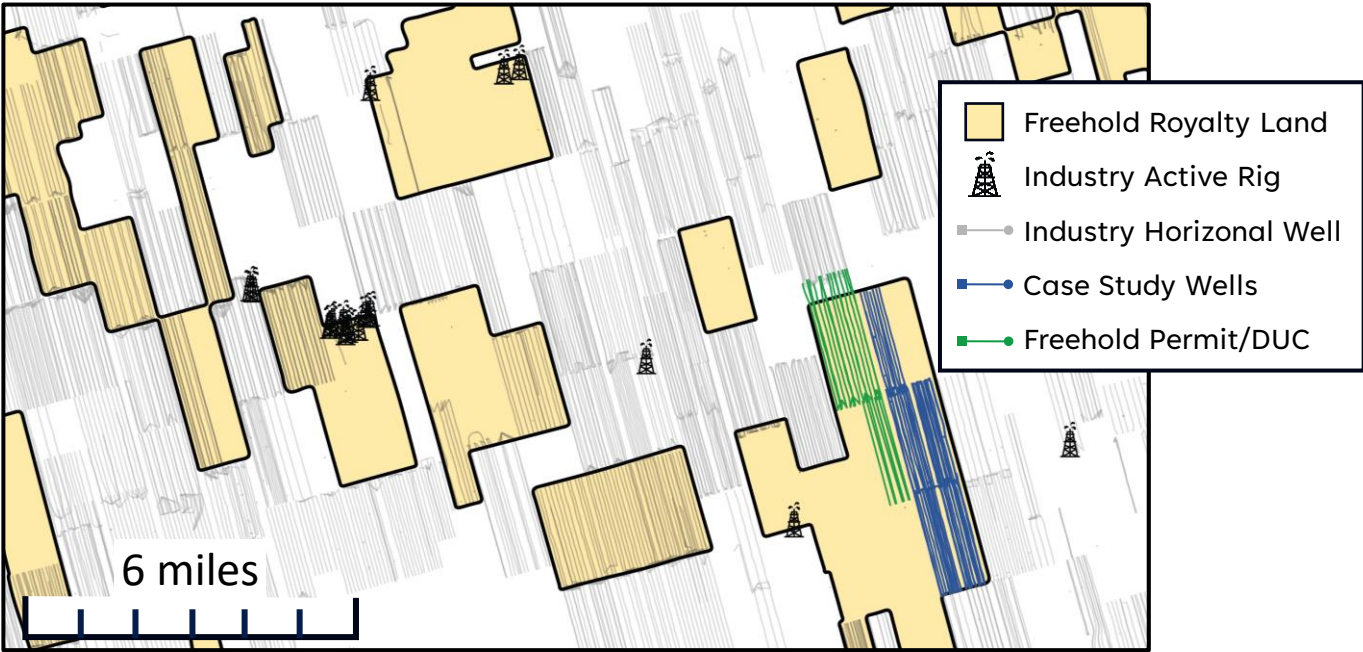 Freehold Royalty Land
Industry Active Rig
Industry Horizonal Well
Case Study Wells
Freehold Permit/DUC
6 miles